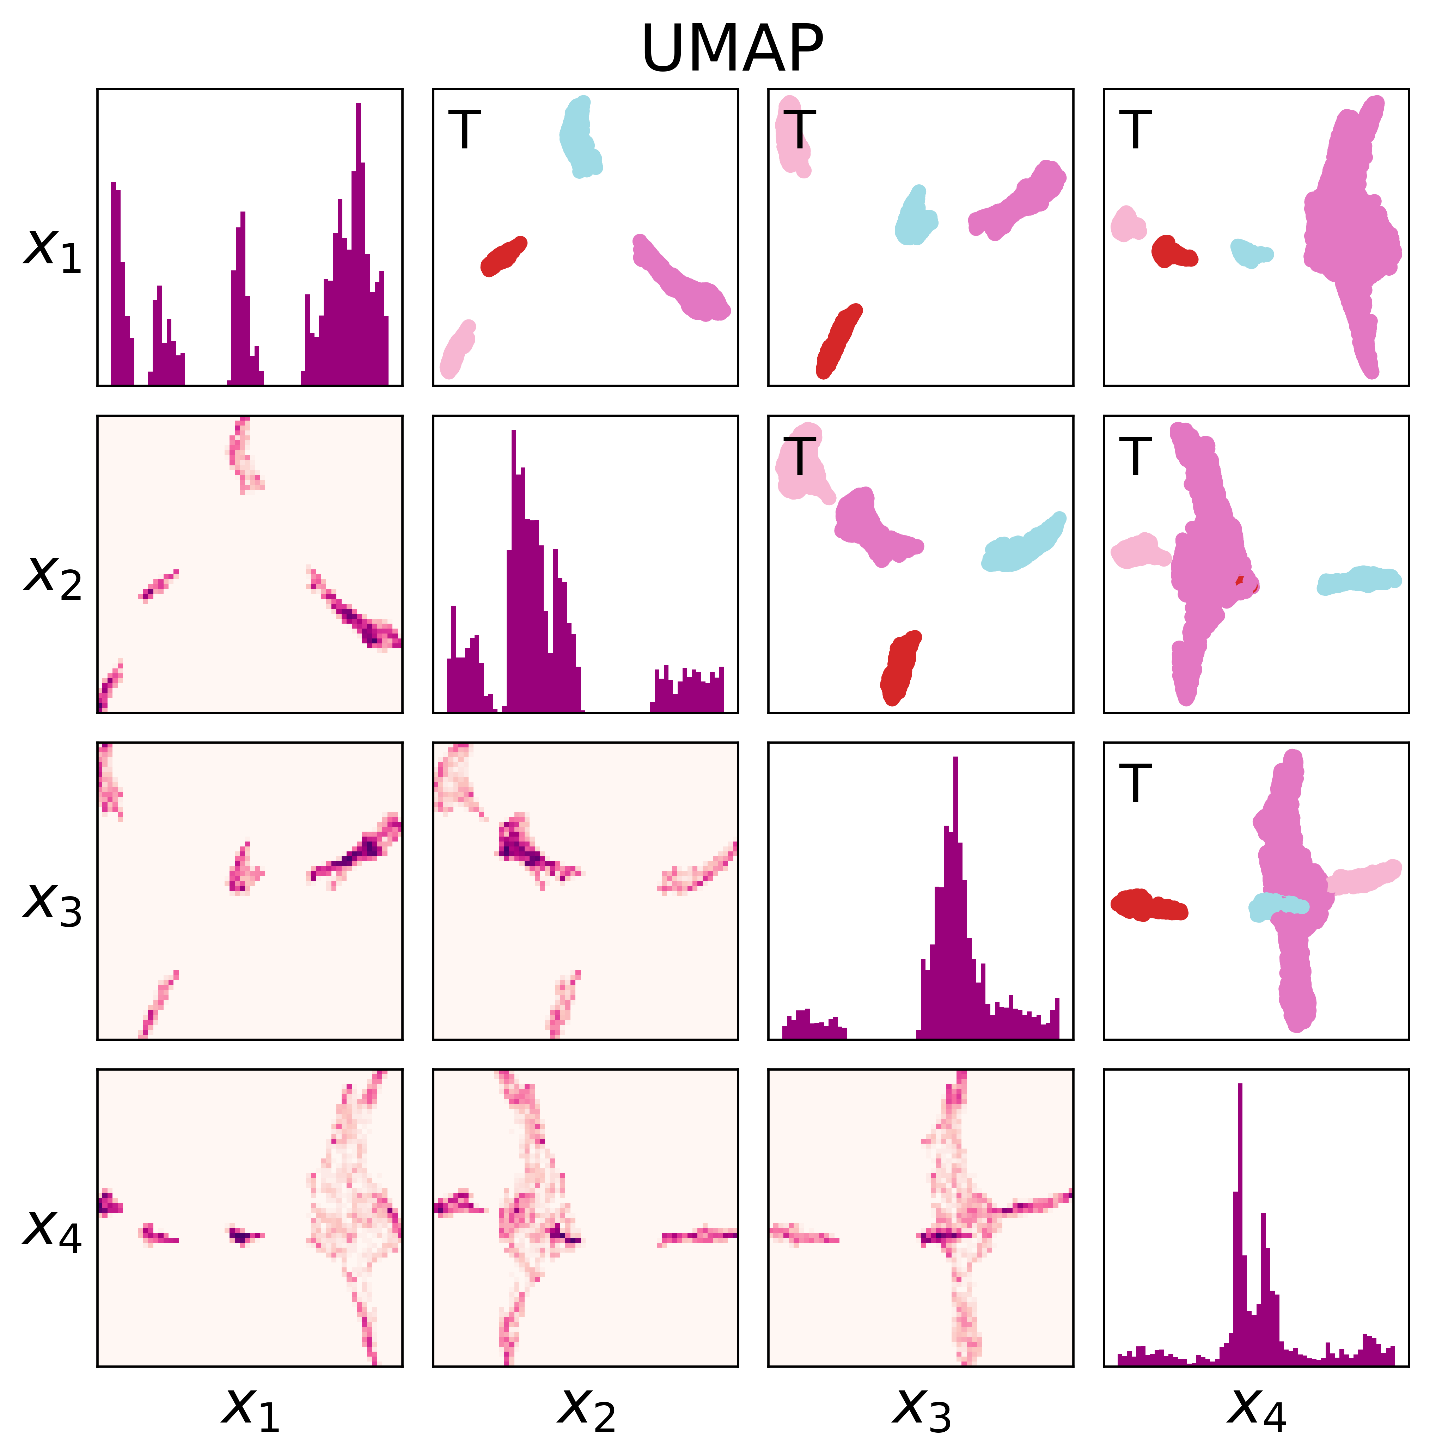 UMAP
x₁
T T T
x₂
T T
x₃
T
x₄
x₁ x₂ x₃ x₄